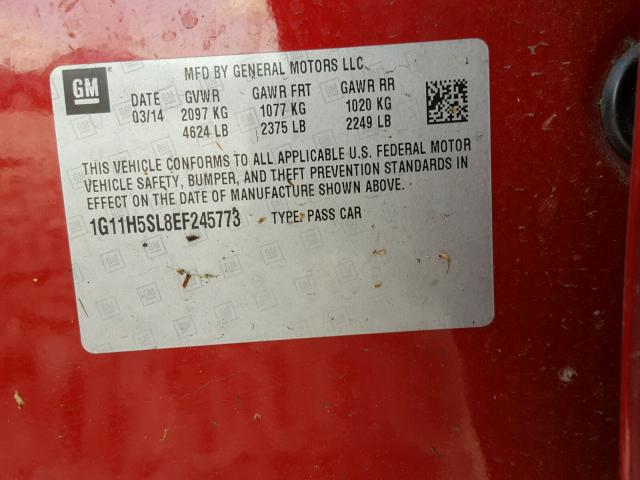 GM
MFD BY GENERAL MOTORS LLC
DATE GVWR GAWR FRT GAWR RR
03/14 2097 KG 1077 KG 1020 KG
4624 LB 2375 LB 2249 LB
THIS VEHICLE CONFORMS TO ALL APPLICABLE U.S. FEDERAL MOTOR
VEHICLE SAFETY, BUMPER, AND THEFT PREVENTION STANDARDS IN
EFFECT ON THE DATE OF MANUFACTURE SHOWN ABOVE.
1G11H5SL8EF245773 TYPE: PASS CAR